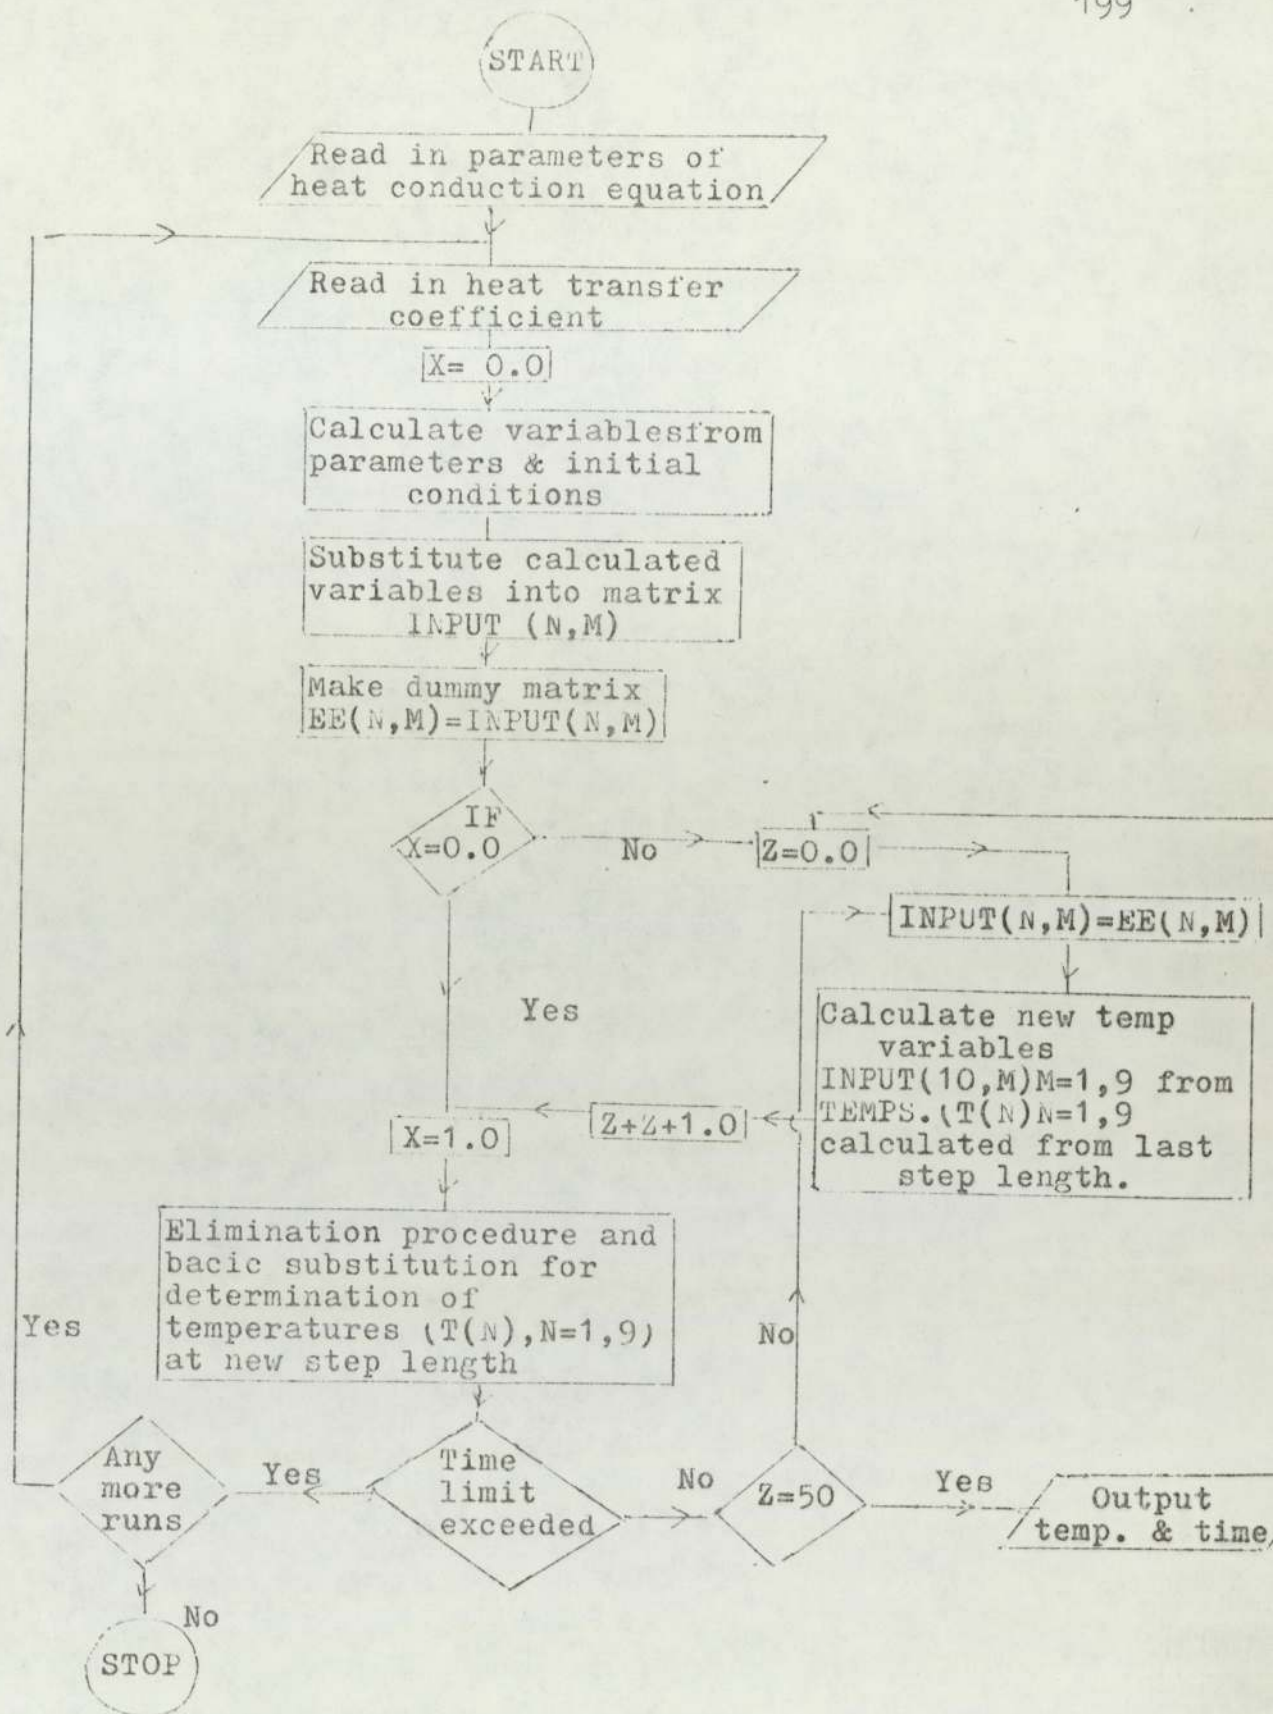 199
START
Read in parameters of
heat conduction equation
Read in heat transfer
coefficient
X= 0.0
Calculate variablesfrom
parameters & initial
conditions
Substitute calculated
variables into matrix
INPUT (N,M)
Make dummy matrix
EE(N,M)=INPUT(N,M)
IF
X=0.0
No
Z=0.0
INPUT(N,M)=EE(N,M)
Yes
Calculate new temp
variables
INPUT(10,M)M=1,9 from
TEMPS.(T(N)N=1,9
calculated from last
step length.
Z+Z+1.0
X=1.0
Elimination procedure and
bacic substitution for
determination of
temperatures (T(N),N=1,9)
at new step length
Yes
No
Any
more
runs
Yes
Time
limit
exceeded
No
Z=50
Yes
Output
temp. & time
No
STOP